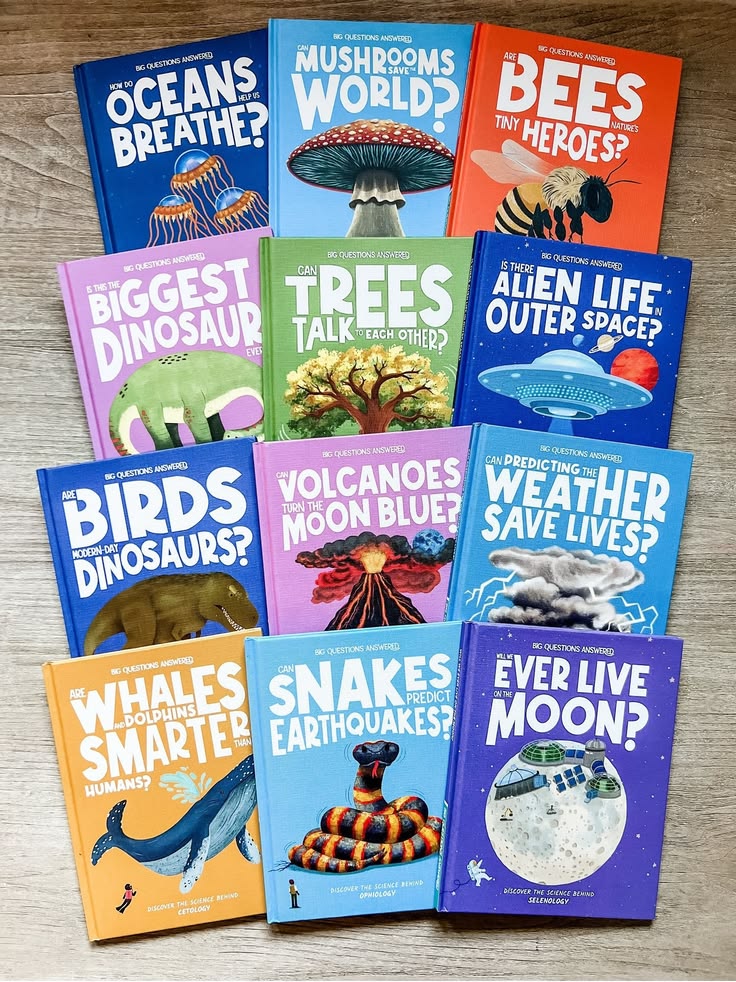 BIG QUESTIONS ANSWERED
HOW DO
OCEANS
HELP US
BREATHE?
BIG QUESTIONS ANSWERED
CAN
MUSHROOMS
SAVE THE
WORLD?
BIG QUESTIONS ANSWERED
ARE
BEES
NATURE'S
TINY HEROES?
BIG QUESTIONS ANSWERED
IS THIS THE
BIGGEST
DINOSAUR
EVER
BIG QUESTIONS ANSWERED
CAN
TREES
TALK TO EACH OTHER?
BIG QUESTIONS ANSWERED
IS THERE
ALIEN LIFE IN
OUTER SPACE?
BIG QUESTIONS ANSWERED
ARE
BIRDS
MODERN-DAY
DINOSAURS?
BIG QUESTIONS ANSWERED
CAN
VOLCANOES
TURN THE
MOON BLUE?
BIG QUESTIONS ANSWERED
CAN PREDICTING THE
WEATHER
SAVE LIVES?
BIG QUESTIONS ANSWERED
ARE
WHALES
AND DOLPHINS
SMARTER THAN
HUMANS?
DISCOVER THE SCIENCE BEHIND
CETOLOGY
BIG QUESTIONS ANSWERED
CAN
SNAKES
PREDICT
EARTHQUAKES?
DISCOVER THE SCIENCE BEHIND
OPHIOLOGY
BIG QUESTIONS ANSWERED
WILL WE
EVER LIVE
ON THE
MOON?
DISCOVER THE SCIENCE BEHIND
SELENOLOGY